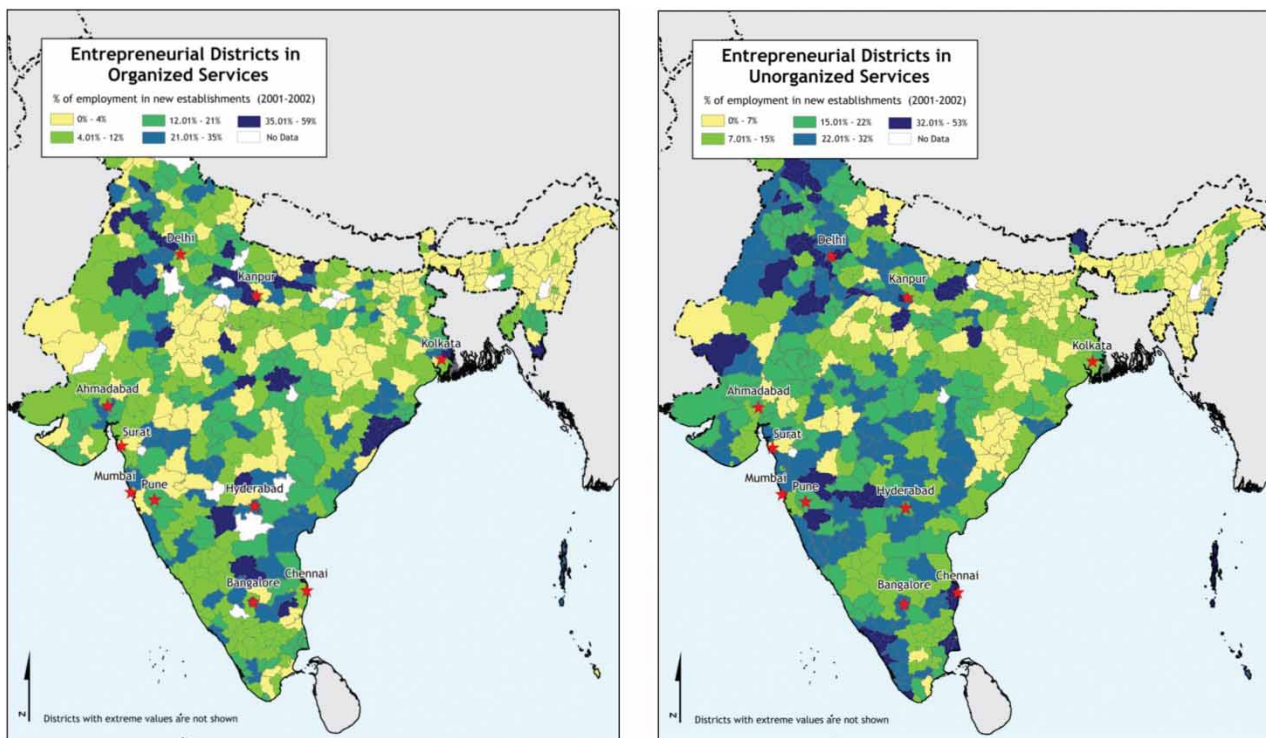 Entrepreneurial Districts in
Organized Services
% of employment in new establishments (2001-2002)
0% - 4%
12.01% - 21%
35.01% - 59%
4.01% - 12%
21.01% - 35%
No Data
Delhi
Kanpur
Kolkata
Ahmadabad
Surat
Mumbai
Pune
Hyderabad
Bangalore
Chennai
N
Districts with extreme values are not shown
Entrepreneurial Districts in
Unorganized Services
% of employment in new establishments (2001-2002)
0% - 7%
15.01% - 22%
32.01% - 53%
7.01% - 15%
22.01% - 32%
No Data
Delhi
Kanpur
Kolkata
Ahmadabad
Surat
Mumbai
Pune
Hyderabad
Bangalore
Chennai
N
Districts with extreme values are not shown